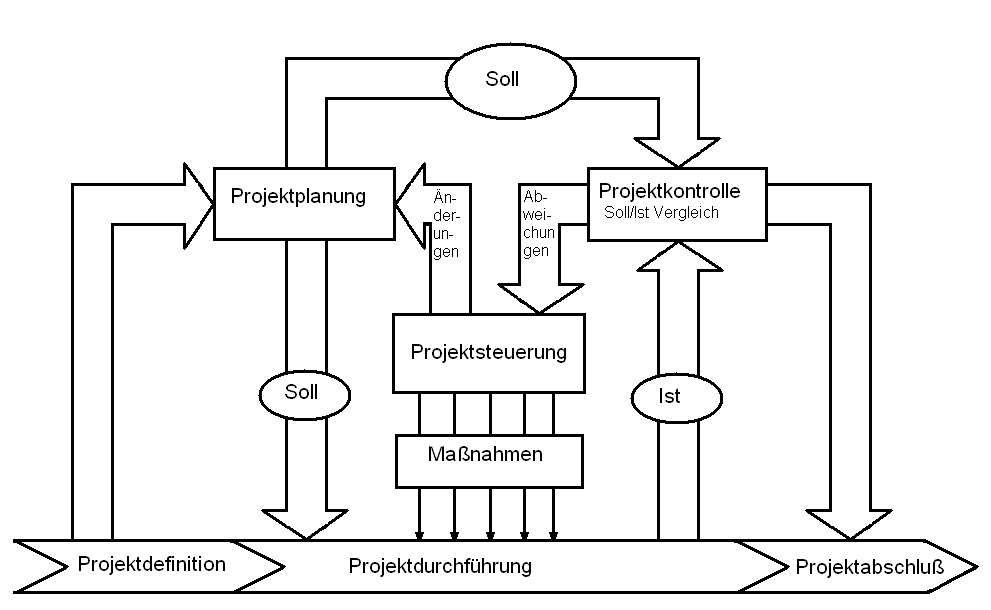 Soll
Projektplanung
Än-
der-
un-
gen
Ab-
wei-
chun
gen
Projektkontrolle
Soll/Ist Vergleich
Projektsteuerung
Soll
Ist
Maßnahmen
Projektdefinition
Projektdurchführung
Projektabschluß